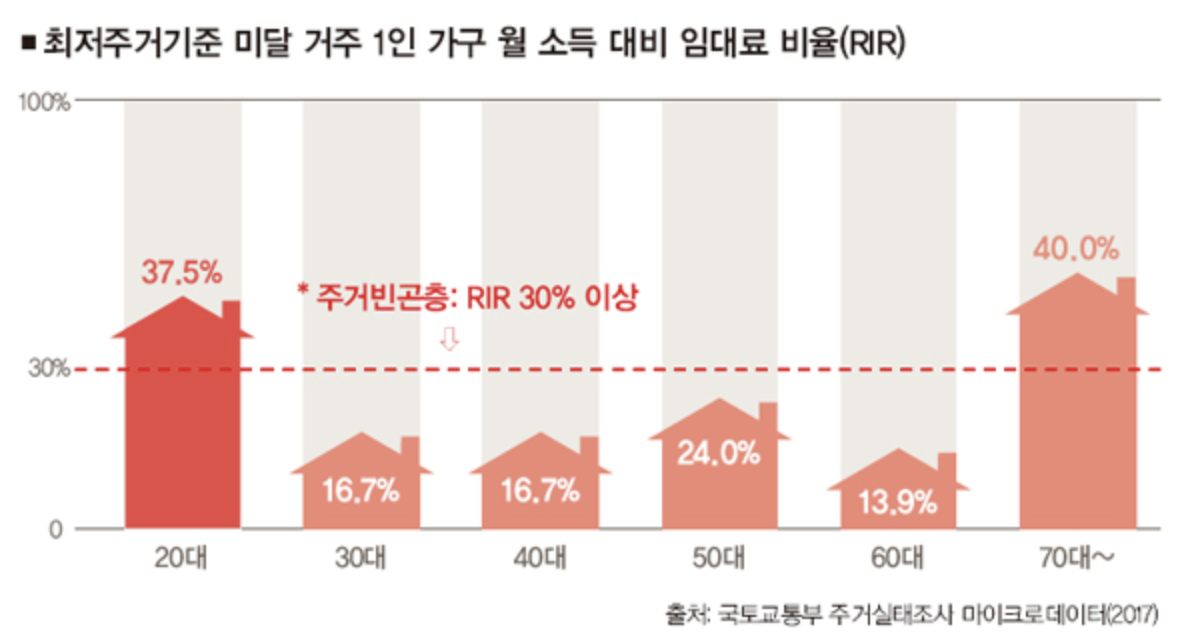 ■ 최저주거기준 미달 거주 1인 가구 월 소득 대비 임대료 비율(RIR)
100%
40.0%
37.5%
* 주거빈곤층: RIR 30% 이상
30%
24.0%
16.7%
16.7%
13.9%
0
20대 30대 40대 50대 60대 70대~
출처: 국토교통부 주거실태조사 마이크로데이터(2017)